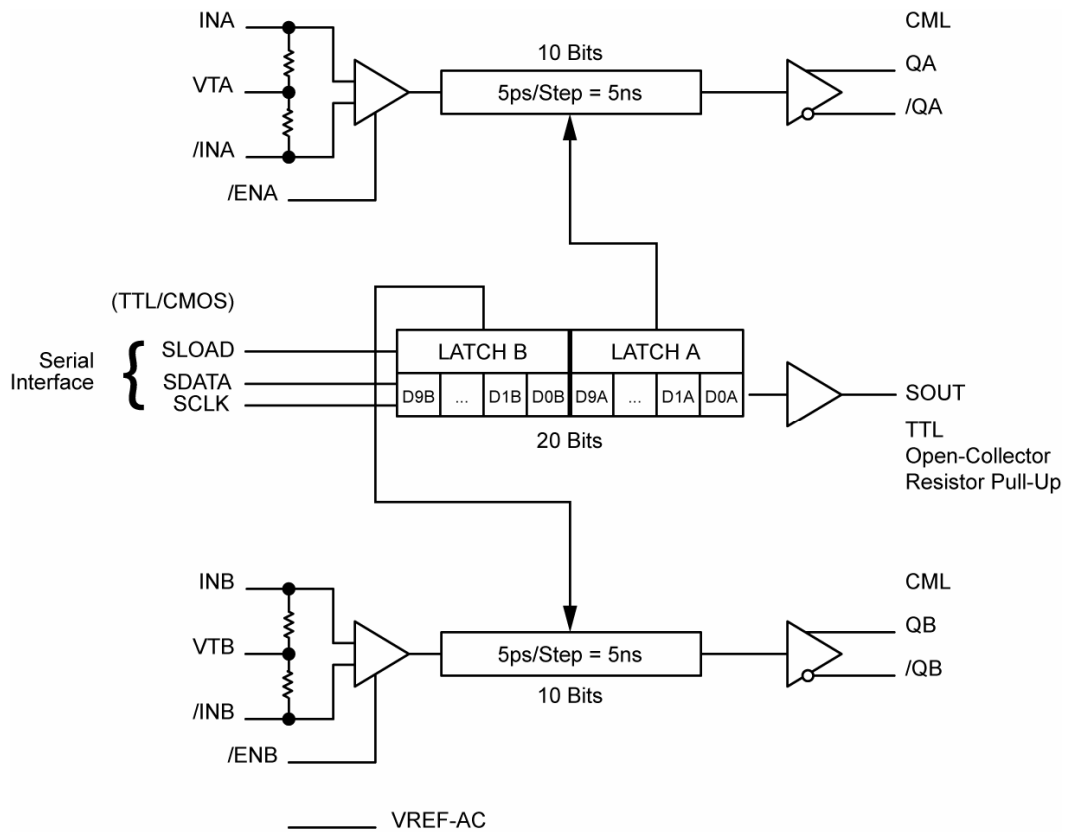 INA
CML
10 Bits
QA
VTA
5ps/Step = 5ns
/QA
/INA
/ENA
(TTL/CMOS)
Serial
Interface
{
SLOAD
SDATA
SCLK
LATCH B
LATCH A
D9B ... D1B D0B D9A ... D1A D0A
20 Bits
SOUT
TTL
Open-Collector
Resistor Pull-Up
INB
CML
QB
VTB
5ps/Step = 5ns
/QB
10 Bits
/INB
/ENB
VREF-AC